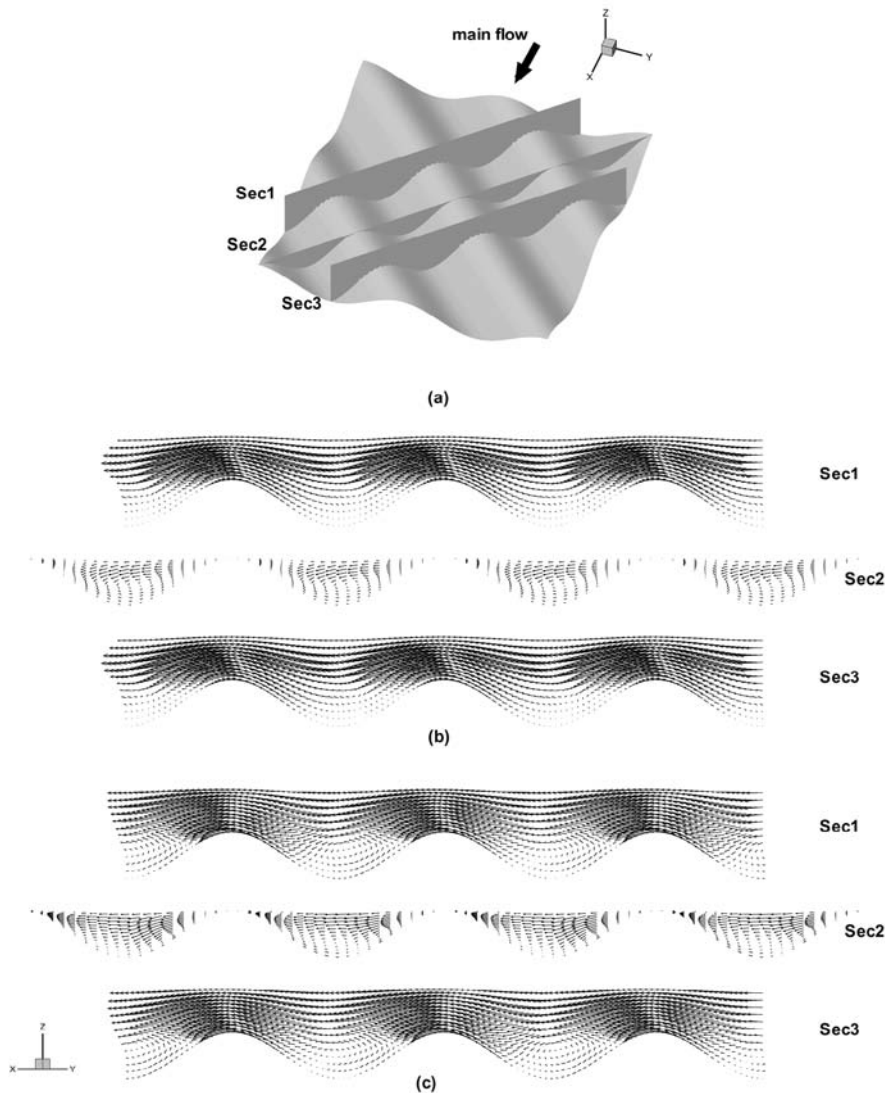 Z
main flow
Y
X
Sec1
Sec2
Sec3
(a)
Sec1
Sec2
Sec3
(b)
Sec1
Sec2
Sec3
Z
X
Y
(c)